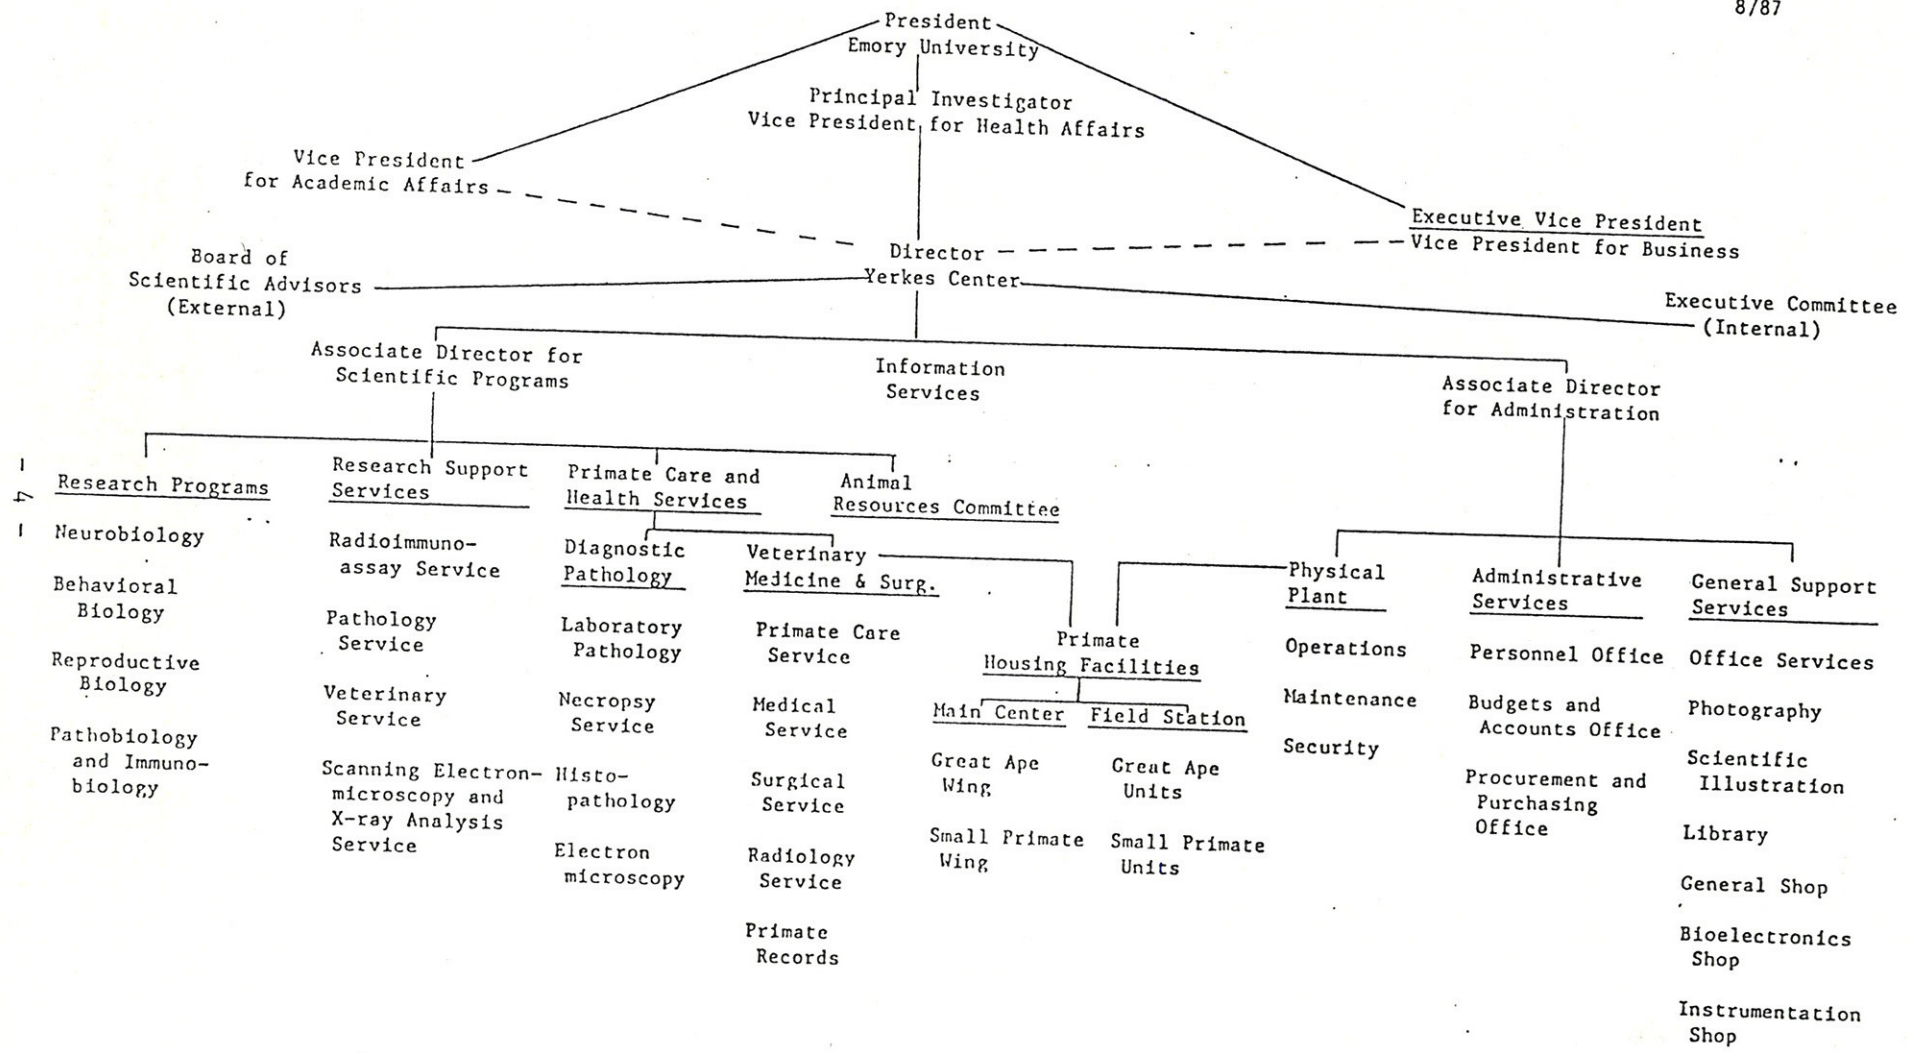 8/87
President
Emory University
Principal Investigator
Vice President for Health Affairs
Vice President
for Academic Affairs
Executive Vice President
Vice President for Business
Director
Yerkes Center
Board of
Scientific Advisors
(External)
Executive Committee
(Internal)
Associate Director for
Scientific Programs
Information
Services
Associate Director
for Administration
- 4 -
Research Programs
Neurobiology
Behavioral
Biology
Reproductive
Biology
Pathobiology
and Immuno-
biology
Research Support
Services
Radioimmuno-
assay Service
Pathology
Service
Veterinary
Service
Scanning Electron-
microscopy and
X-ray Analysis
Service
Primate Care and
Health Services
Animal
Resources Committee
Diagnostic
Pathology
Laboratory
Pathology
Necropsy
Service
Histo-
pathology
Electron
microscopy
Veterinary
Medicine & Surg.
Primate Care
Service
Medical
Service
Surgical
Service
Radiology
Service
Primate
Records
Primate
Housing Facilities
Main Center
Great Ape
Wing
Small Primate
Wing
Field Station
Great Ape
Units
Small Primate
Units
Physical
Plant
Operations
Maintenance
Security
Administrative
Services
Personnel Office
Budgets and
Accounts Office
Procurement and
Purchasing
Office
General Support
Services
Office Services
Photography
Scientific
Illustration
Library
General Shop
Bioelectronics
Shop
Instrumentation
Shop